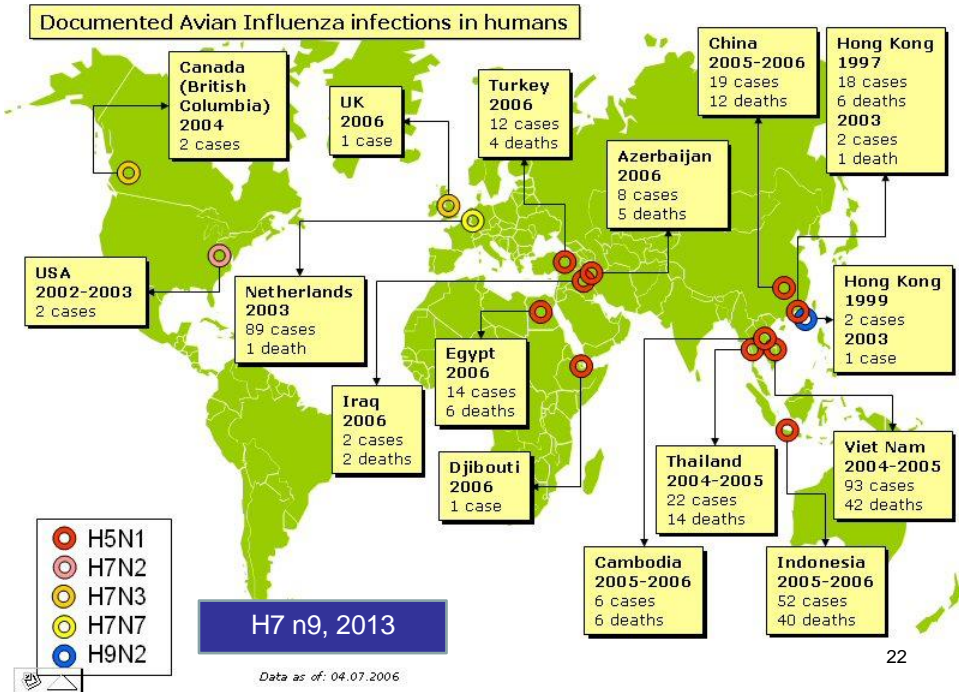 Documented Avian Influenza infections in humans
Canada
(British
Columbia)
2004
2 cases
UK
2006
1 case
Turkey
2006
12 cases
4 deaths
China
2005-2006
19 cases
12 deaths
Hong Kong
1997
18 cases
6 deaths
2003
2 cases
1 death
Azerbaijan
2006
8 cases
5 deaths
USA
2002-2003
2 cases
Netherlands
2003
89 cases
1 death
Hong Kong
1999
2 cases
2003
1 case
Egypt
2006
14 cases
6 deaths
Iraq
2006
2 cases
2 deaths
Djibouti
2006
1 case
Thailand
2004-2005
22 cases
14 deaths
Viet Nam
2004-2005
93 cases
42 deaths
Cambodia
2005-2006
6 cases
6 deaths
Indonesia
2005-2006
52 cases
40 deaths
H5N1
H7N2
H7N3
H7N7
H9N2
H7 n9, 2013
Data as of: 04.07.2006
22